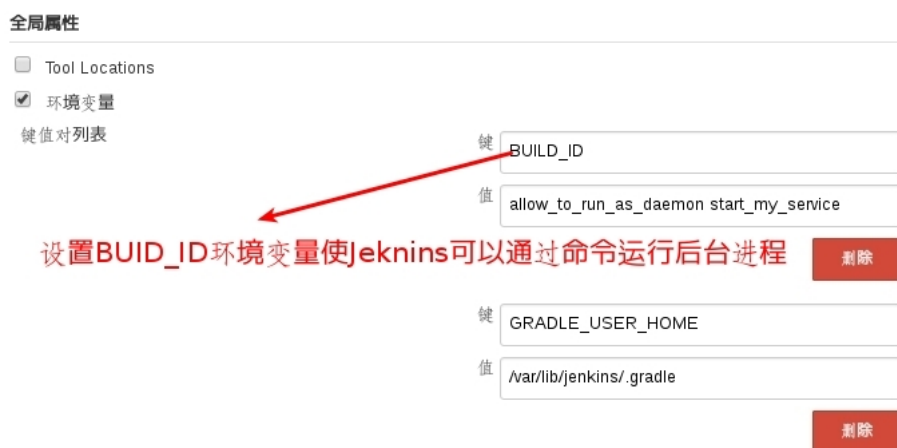 全局属性
Tool Locations
环境变量
键值对列表
键 BUILD_ID
值 allow_to_run_as_daemon start_my_service
设置BUID_ID环境变量使Jeknins可以通过命令运行后台进程
删除
键 GRADLE_USER_HOME
值 /var/lib/jenkins/.gradle
删除